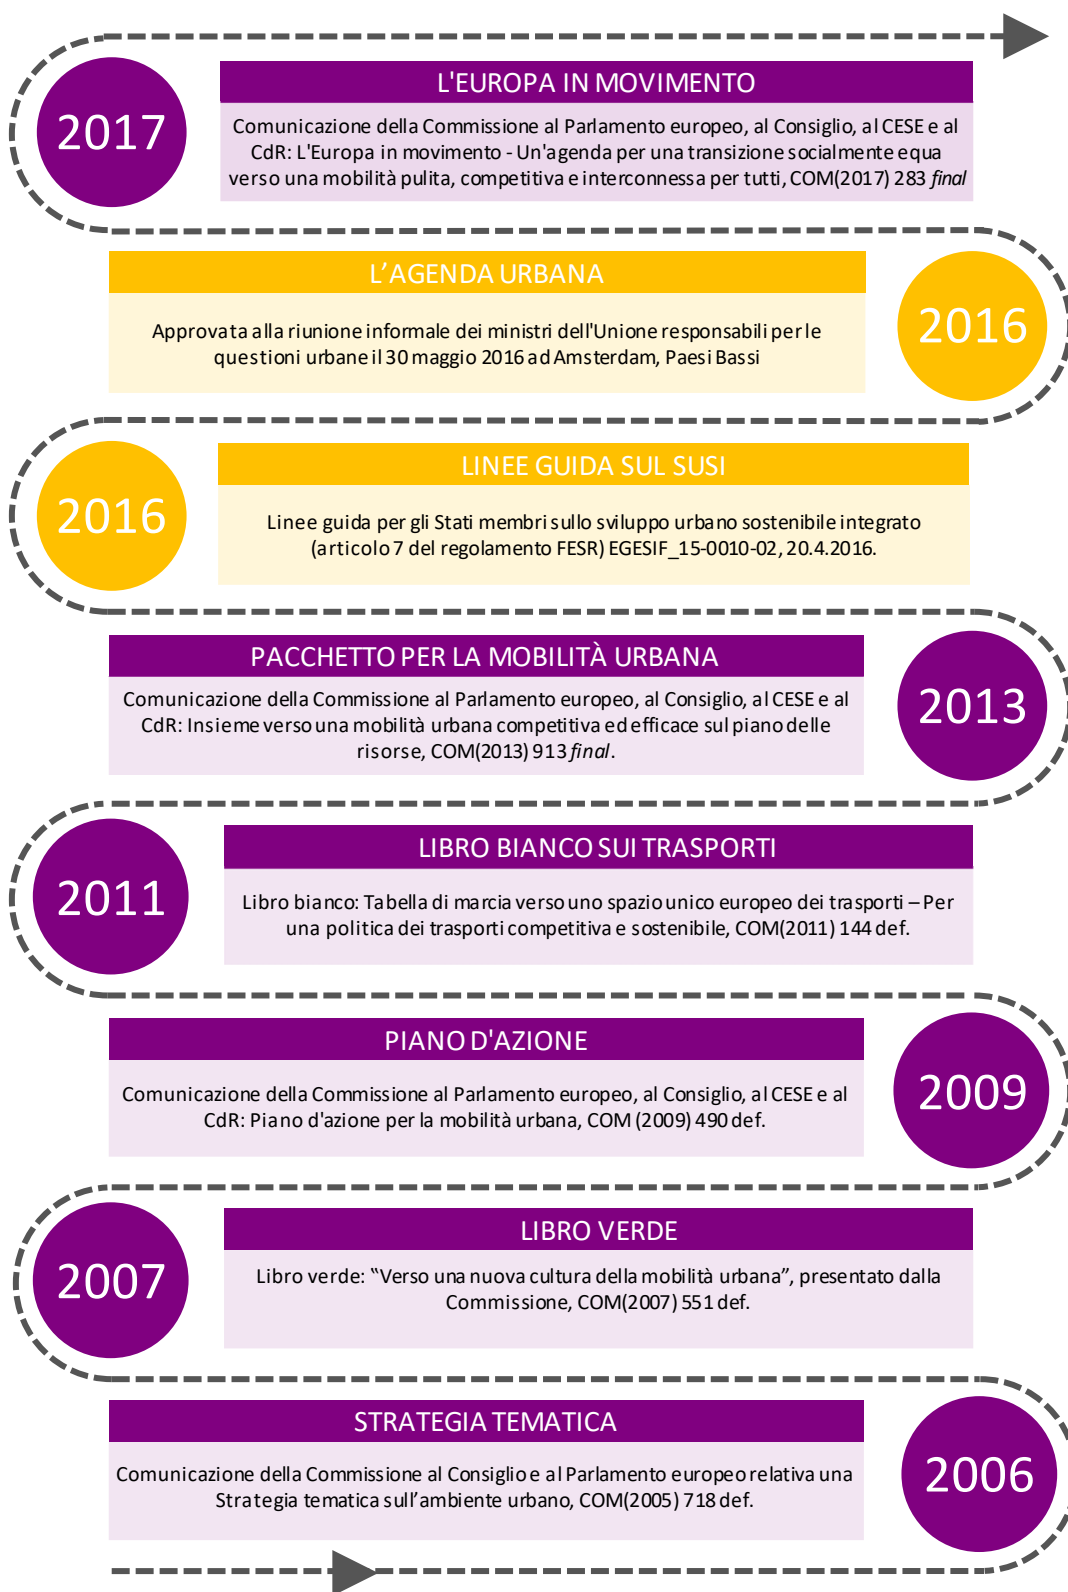 2017
L'EUROPA IN MOVIMENTO
Comunicazione della Commissione al Parlamento europeo, al Consiglio, al CESE e al
CdR: L'Europa in movimento - Un'agenda per una transizione socialmente equa
verso una mobilità pulita, competitiva e interconnessa per tutti, COM(2017) 283 final
L’AGENDA URBANA
Approvata alla riunione informale dei ministri dell'Unione responsabili per le
questioni urbane il 30 maggio 2016 ad Amsterdam, Paesi Bassi
2016
2016
LINEE GUIDA SUL SUSI
Linee guida per gli Stati membri sullo sviluppo urbano sostenibile integrato
(articolo 7 del regolamento FESR) EGESIF_15-0010-02, 20.4.2016.
PACCHETTO PER LA MOBILITÀ URBANA
Comunicazione della Commissione al Parlamento europeo, al Consiglio, al CESE e al
CdR: Insieme verso una mobilità urbana competitiva ed efficace sul piano delle
risorse, COM(2013) 913 final.
2013
2011
LIBRO BIANCO SUI TRASPORTI
Libro bianco: Tabella di marcia verso uno spazio unico europeo dei trasporti – Per
una politica dei trasporti competitiva e sostenibile, COM(2011) 144 def.
PIANO D'AZIONE
Comunicazione della Commissione al Parlamento europeo, al Consiglio, al CESE e al
CdR: Piano d'azione per la mobilità urbana, COM (2009) 490 def.
2009
2007
LIBRO VERDE
Libro verde: “Verso una nuova cultura della mobilità urbana”, presentato dalla
Commissione, COM(2007) 551 def.
STRATEGIA TEMATICA
Comunicazione della Commissione al Consiglio e al Parlamento europeo relativa una
Strategia tematica sull’ambiente urbano, COM(2005) 718 def.
2006